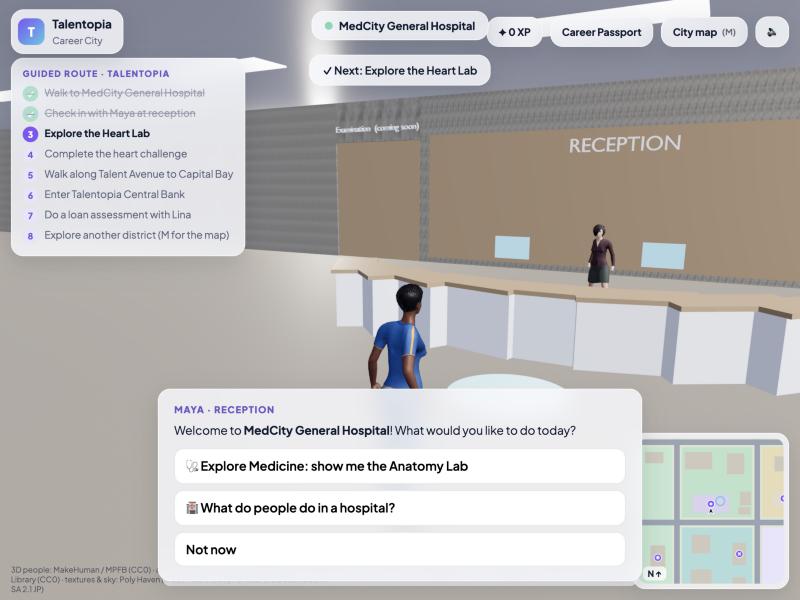 Talentopia
Career City
MedCity General Hospital
0 XP
Career Passport
City map (M)
Next: Explore the Heart Lab
GUIDED ROUTE · TALENTOPIA
Walk to MedCity General Hospital
Check in with Maya at reception
3 Explore the Heart Lab
4 Complete the heart challenge
5 Walk along Talent Avenue to Capital Bay
6 Enter Talentopia Central Bank
7 Do a loan assessment with Lina
8 Explore another district (M for the map)
Examination (coming soon)
RECEPTION
MAYA · RECEPTION
Welcome to MedCity General Hospital! What would you like to do today?
Explore Medicine: show me the Anatomy Lab
What do people do in a hospital?
Not now
N
3D people: MakeHuman / MPFB (CC0) ·
Library (CC0) · textures & sky: Poly Haven
SA 2.1 JP)